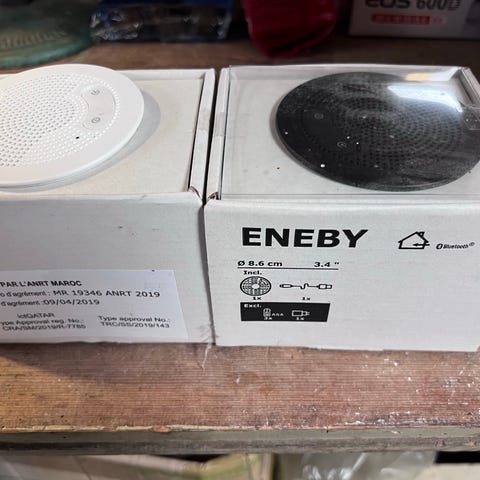 EOS 600D
PAR L'ANRT MAROC
o d'agrément : MR 19346 ANRT 2019
d'agrément :09/04/2019
ictQATAR
Type Approval reg. No.:
CRA/SM/2019/R-7785
Type approval No.:
TRC/SS/2019/143
ENEBY
Bluetooth®
Ø 8.6 cm
3.4 "
Incl.
1x
1x
Excl.
AAA
3x
1x